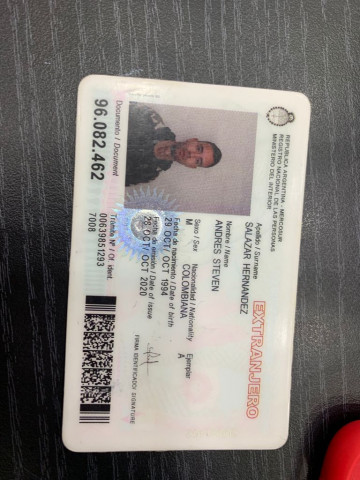 REPUBLICA ARGENTINA - MERCOSUR
REGISTRO NACIONAL DE LAS PERSONAS
MINISTERIO DEL INTERIOR
EXTRANJERO
Apellido / Surname
SALAZAR HERNANDEZ
Nombre / Name
ANDRES STEVEN
Sexo / Sex Nacionalidad / Nationality Ejemplar
M COLOMBIANA A
Fecha de nacimiento / Date of birth
29 OCT/ OCT 1994
Fecha de emisión / Date of issue
28 OCT/ OCT 2020
FIRMA IDENTIFICADO/ SIGNATURE
Documento / Document
96.082.462
Trámite Nº / Of. ident.
00639851293
7008